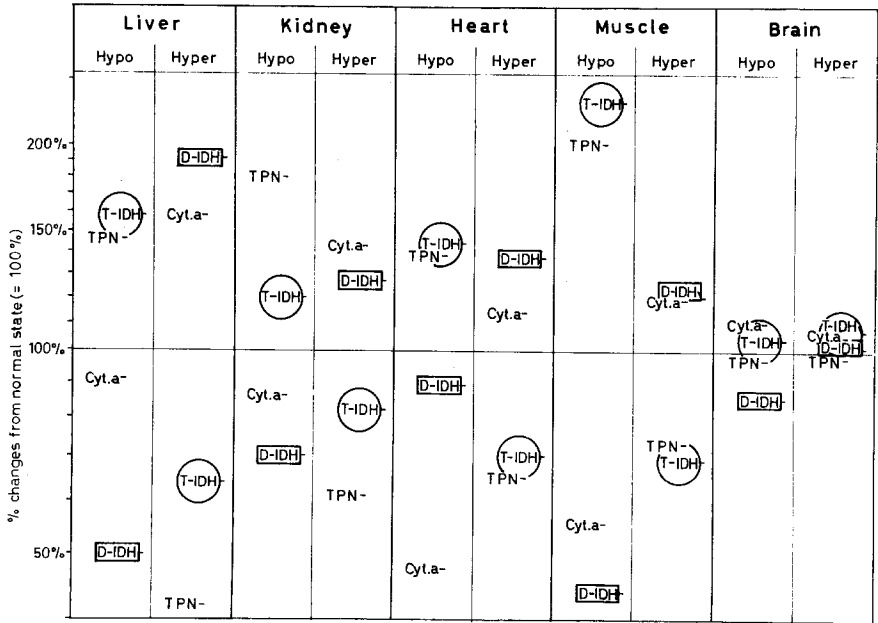 Liver Kidney Heart Muscle Brain
Hypo Hyper Hypo Hyper Hypo Hyper Hypo Hyper Hypo Hyper
% changes from normal state (= 100%)
200%
150%
100%
50%
T-IDH
TPN-
Cyt.a-
D-IDH
D-IDH
Cyt.a-
T-IDH
TPN-
TPN-
T-IDH
Cyt.a-
D-IDH
Cyt.a-
D-IDH
T-IDH
TPN-
T-IDH
TPN-
D-IDH
Cyt.a-
D-IDH
Cyt.a-
T-IDH
TPN-
T-IDH
TPN-
Cyt.a-
D-IDH
D-IDH
Cyt.a-
TPN-
T-IDH
Cyt.a-
T-IDH
TPN-
D-IDH
T-IDH
Cyt.a-
D-IDH
TPN-